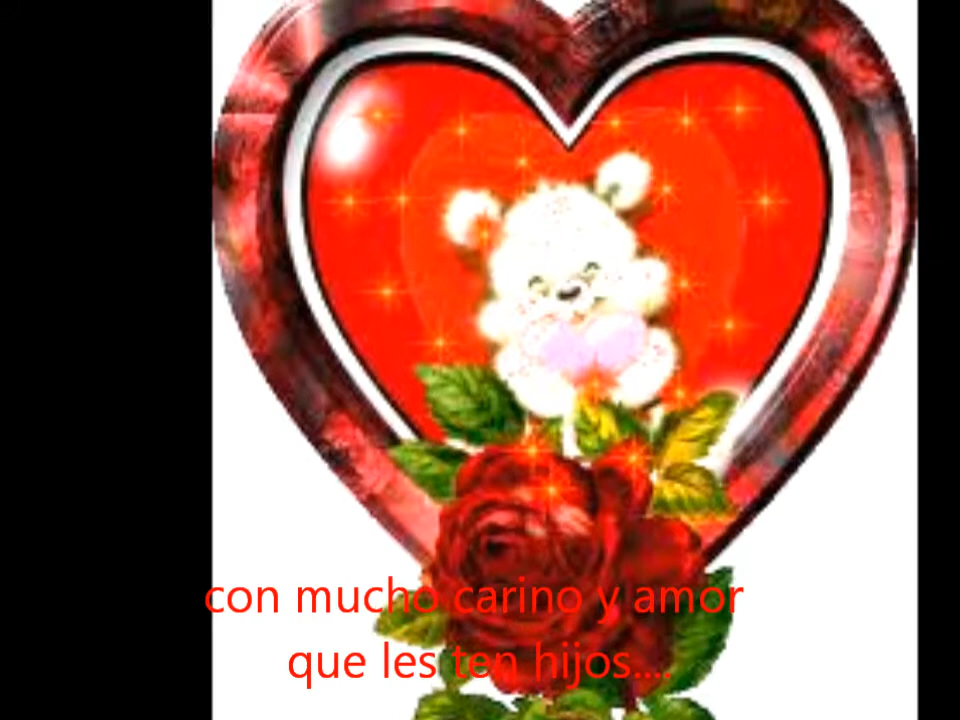 con mucho carino y amor
que les ten hijos....